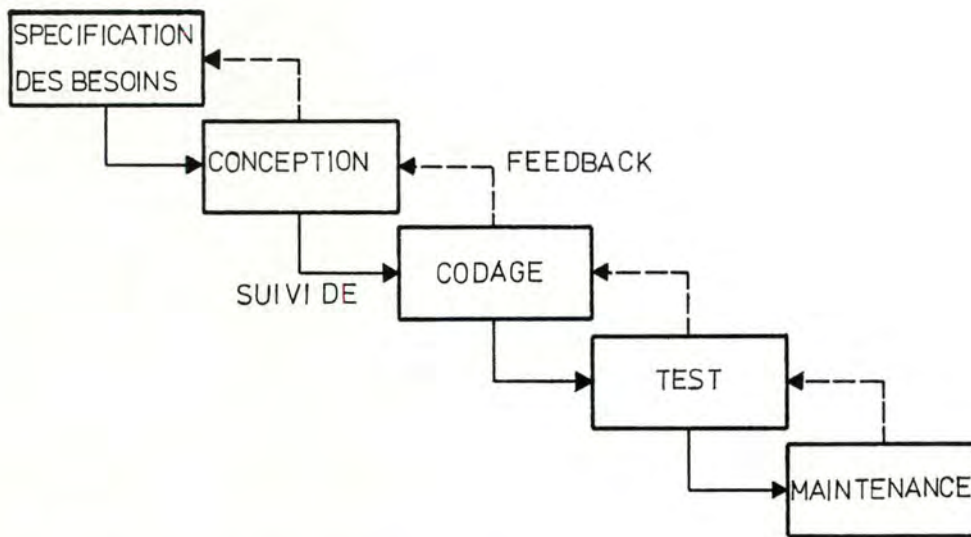 SPECIFICATION
DES BESOINS
CONCEPTION
FEEDBACK
SUIVI DE
CODAGE
TEST
MAINTENANCE